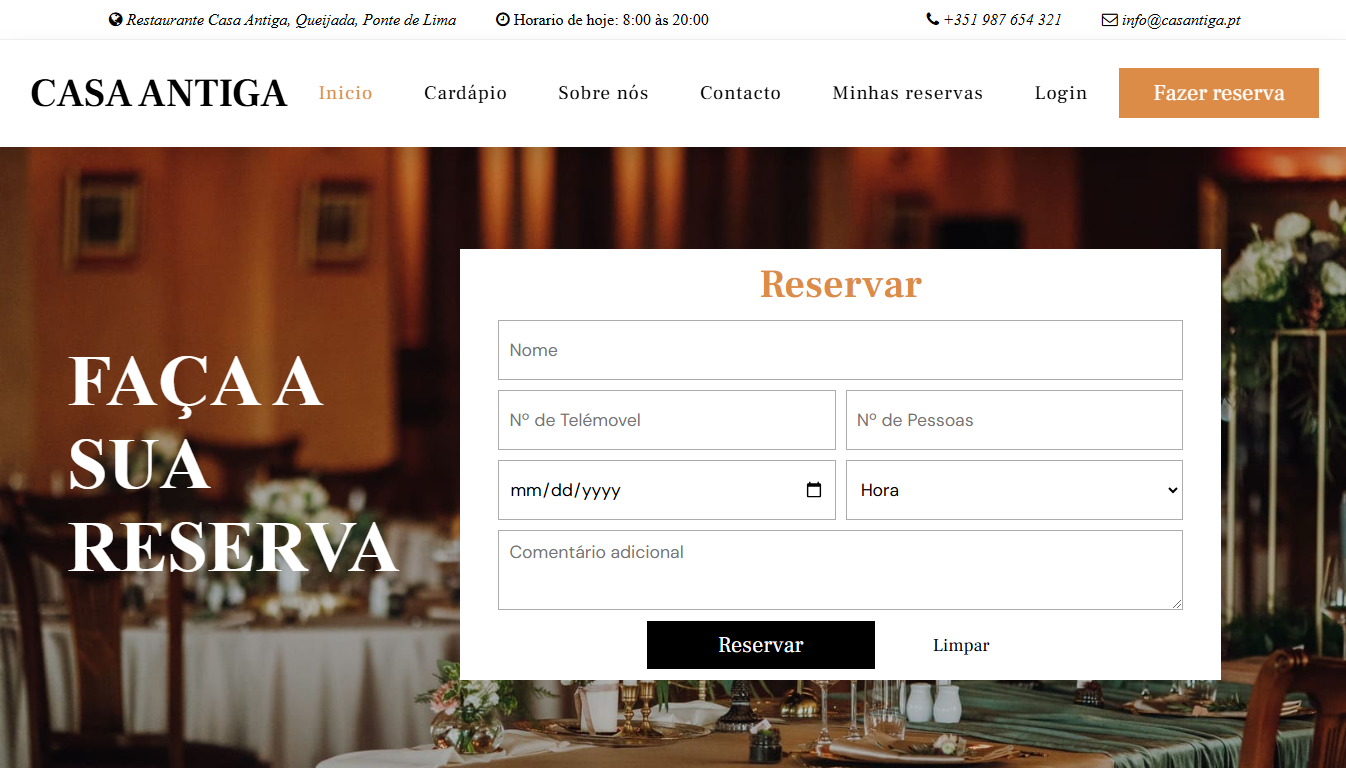 Restaurante Casa Antiga, Queijada, Ponte de Lima
Horario de hoje: 8:00 às 20:00
+351 987 654 321
info@casantiga.pt
CASA ANTIGA
Inicio
Cardápio
Sobre nós
Contacto
Minhas reservas
Login
Fazer reserva
FAÇA A
SUA
RESERVA
Reservar
Nome
Nº de Telémovel
Nº de Pessoas
mm/dd/yyyy
Hora
Comentário adicional
Reservar
Limpar